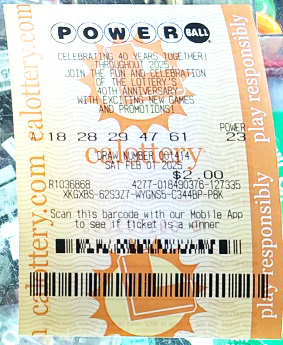 POWER BALL
CELEBRATING 40 YEARS TOGETHER!
THROUGHOUT 2025,
JOIN THE FUN AND CELEBRATION
OF THE LOTTERY'S
40TH ANNIVERSARY
WITH EXCITING NEW GAMES
AND PROMOTIONS!
POWER
18 28 29 47 61 23
calottery
DRAW NUMBER 001414
SAT FEB 01 2025
$2.00
R1036868 4277-018490376-127335
XKGXBS-62S3Z7-WYGNS5-C344BP-P8K
*Scan this barcode with our Mobile App
to see if ticket is a winner
calottery.com calottery.com
play responsibly play responsibly